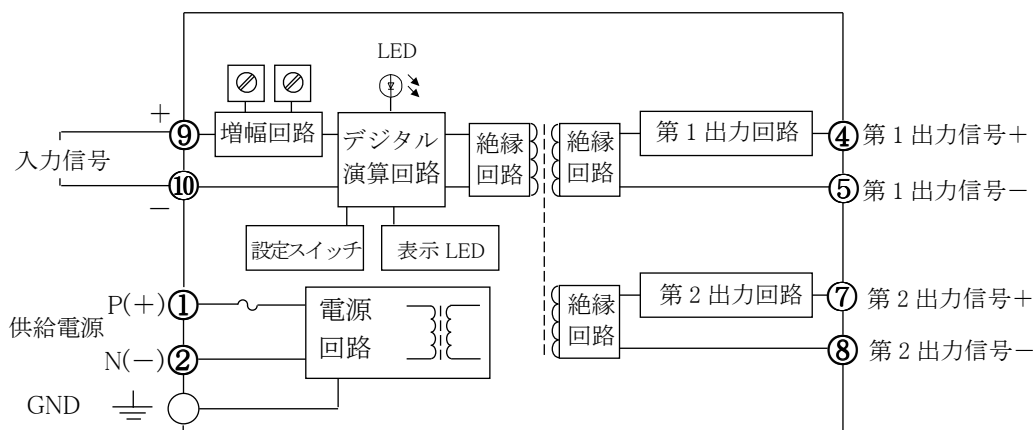 LED
+
⑨
増幅回路
デジタル
演算回路
絶縁
回路
絶縁
回路
第1出力回路
④
第1出力信号+
入力信号
⑩
−
⑤
第1出力信号−
設定スイッチ
表示 LED
P(+)
①
電源
回路
絶縁
回路
第2出力回路
⑦
第2出力信号+
供給電源
N(−)
②
⑧
第2出力信号−
GND